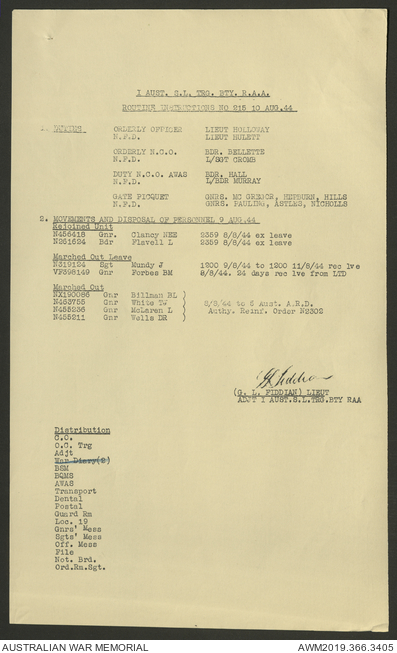 I AUST. S.L. TRG. BTY. R.A.A.
ROUTINE INSTRUCTIONS NO 215 10 AUG.44
1. DUTIES ORDERLY OFFICER LIEUT HOLLOWAY
N.F.D. LIEUT HULETT
ORDERLY N.C.O. BDR. BELLETTE
N.F.D. L/SGT CROMB
DUTY N.C.O. AWAS BDR. HALL
N.F.D. L/BDR MURRAY
GATE PICQUET GNRS. MC GREGOR, HEPBURN, HILLS
N.F.D. GNRS. PAULING, ASTLES, NICHOLLS
2. MOVEMENTS AND DISPOSAL OF PERSONNEL 9 AUG.44
Rejoined Unit
N456418 Gnr. Clancy NEE 2359 8/8/44 ex leave
N261624 Bdr Flavell L 2359 8/8/44 ex leave
Marched Out Leave
N319124 Sgt Mundy J 1200 9/8/44 to 1200 11/8/44 rec lve
VF398149 Gnr Forbes BM 8/8/44. 24 days rec lve from LTD
Marched Out
NX190086 Gnr Billman RL )
N463755 Gnr White TW ) 8/8/44 to 8 Aust. A.R.D.
N455236 Gnr McLaren L ) Authy. Reinf. Order N2302
N455211 Gnr Wells DR )
(G. L. FIDDIAN) LIEUT
ADJT I AUST.S.L.TRG.BTY RAA
Distribution
C.O.
O.C. Trg
Adjt
War Diary(2)
BSM
BQMS
AWAS
Transport
Dental
Postal
Guard Rm
Loc. 19
Gnrs' Mess
Sgts' Mess
Off. Mess
File
Not. Brd.
Ord.Rm.Sgt.
AUSTRALIAN WAR MEMORIAL AWM2019.366.3405